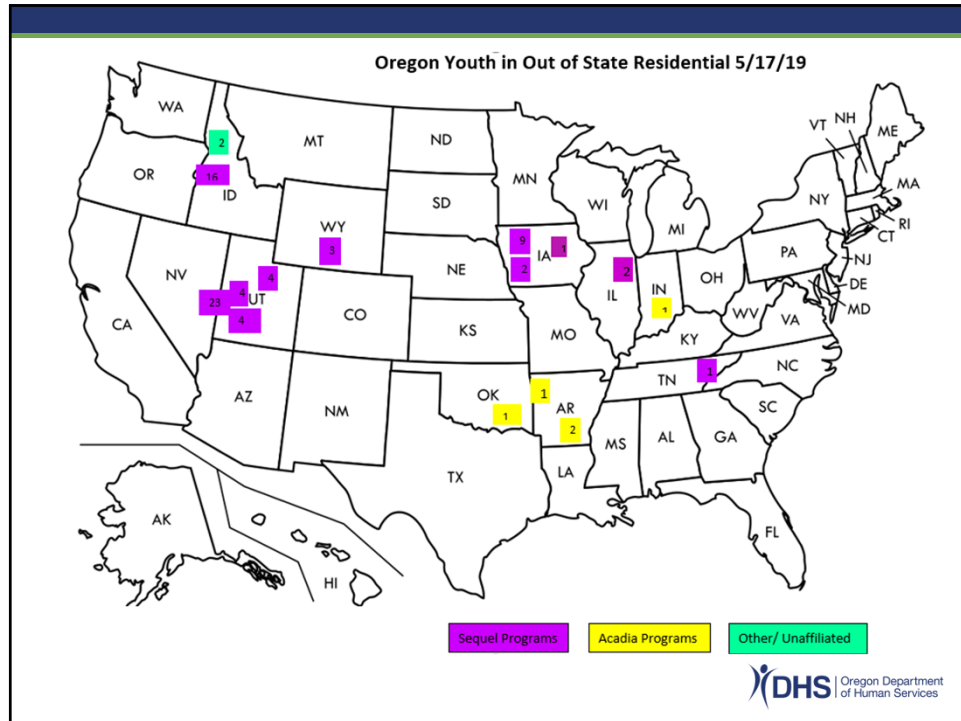 Oregon Youth in Out of State Residential 5/17/19
WA
MT
ND
MN
VT
NH
ME
2
OR
16
ID
SD
WI
MI
NY
MA
RI
CT
WY
3
9
IA
1
2
PA
NJ
NV
4
4
UT
23
4
NE
2
IL
IN
1
OH
DE
MD
WV
VA
CA
CO
KS
MO
KY
1
TN
NC
AZ
NM
OK
1
1
AR
2
SC
MS
AL
GA
TX
LA
FL
AK
HI
Sequel Programs
Acadia Programs
Other/ Unaffiliated
DHS
Oregon Department
of Human Services